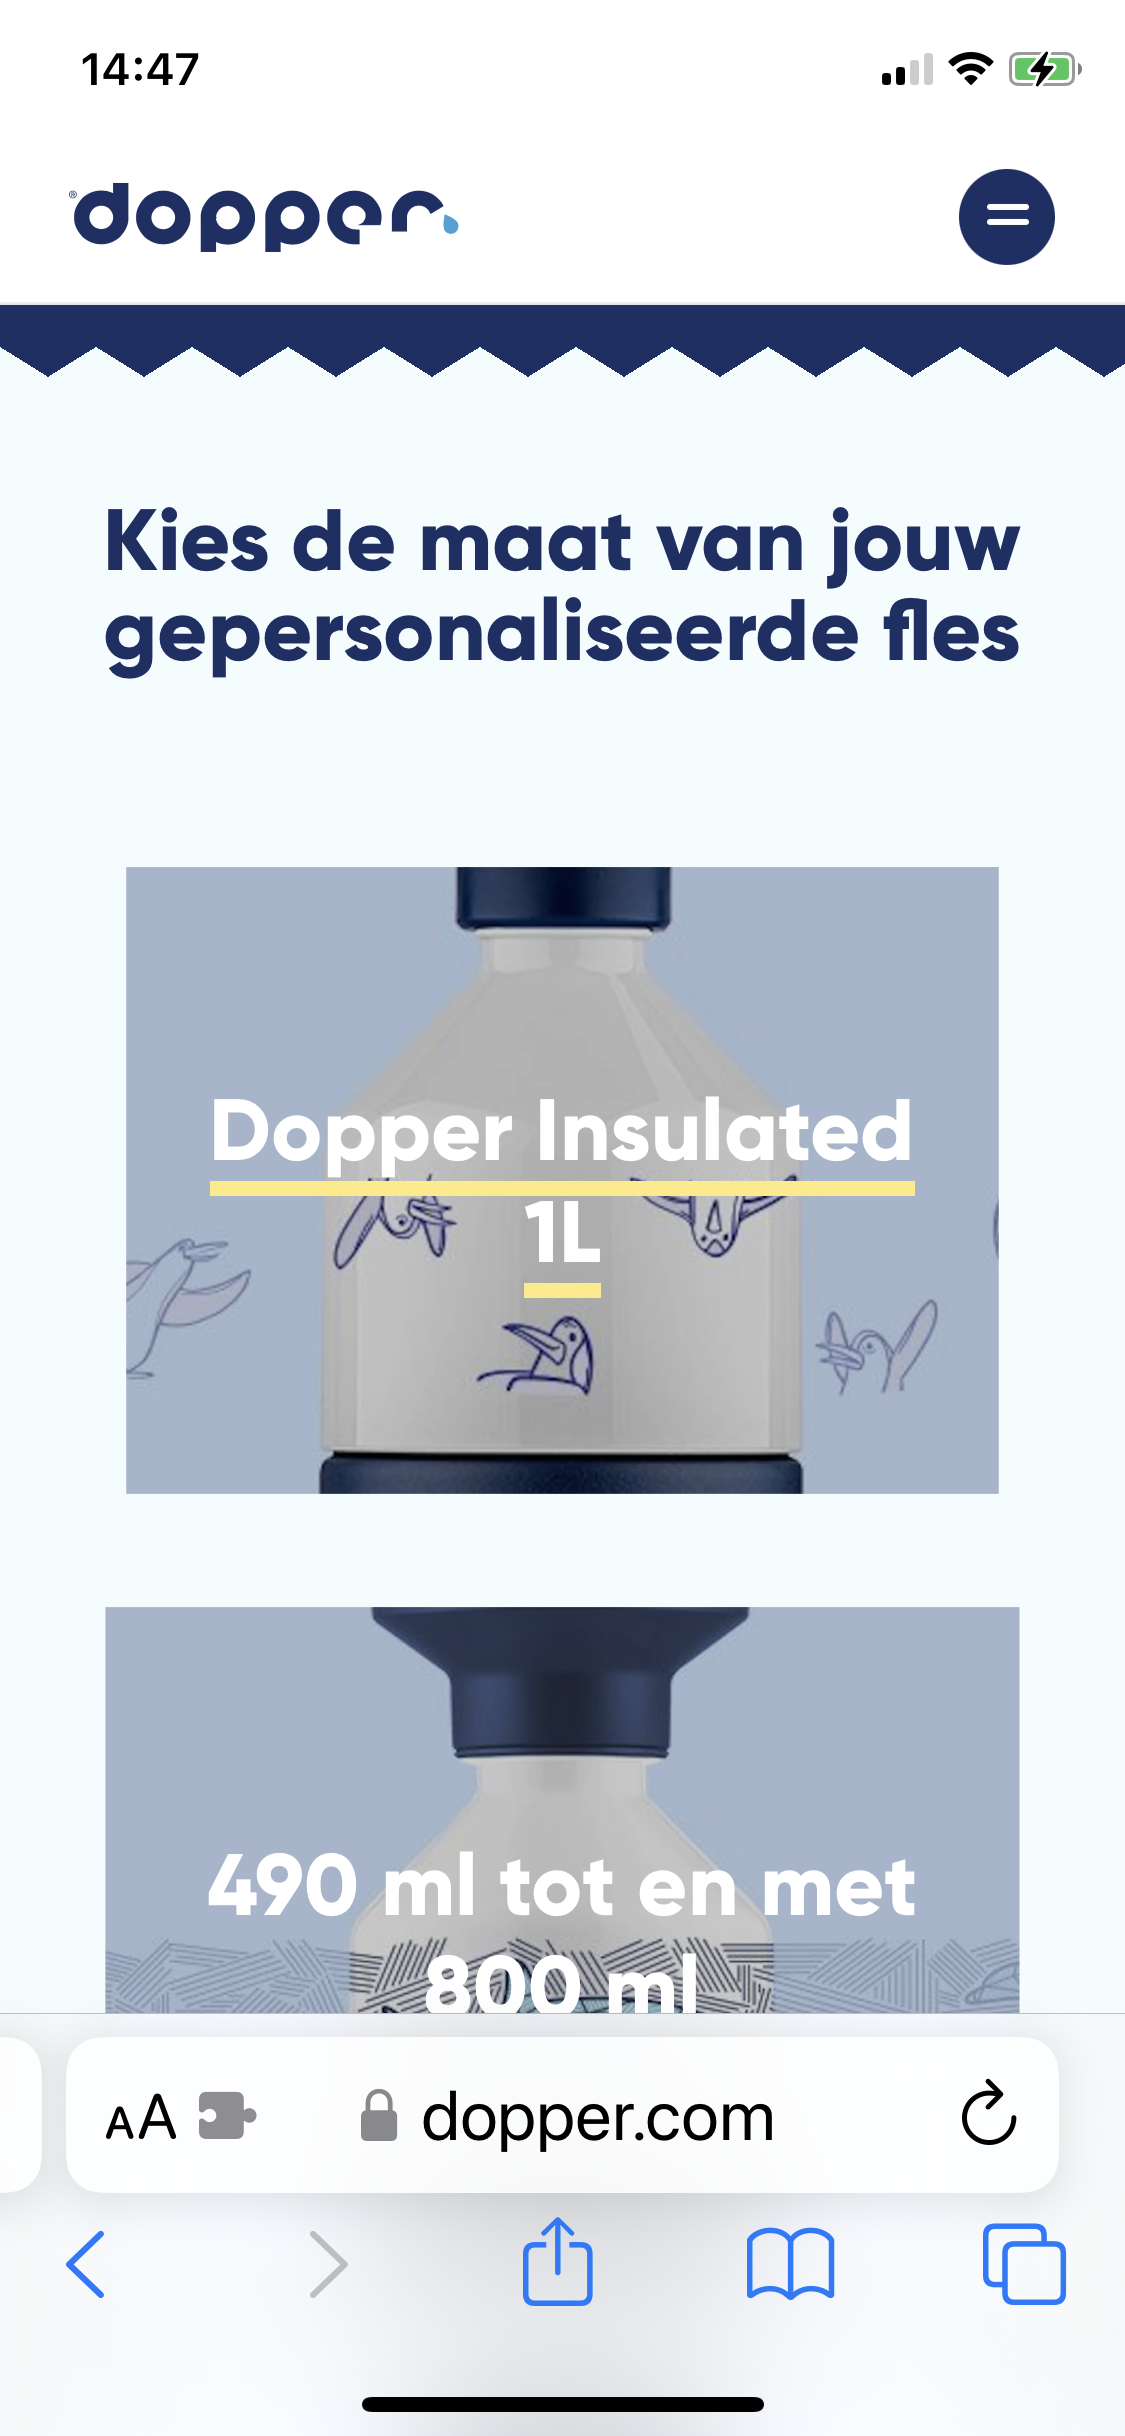 14:47
dopper®
Kies de maat van jouw
gepersonaliseerde fles
Dopper Insulated
1L
490 ml tot en met
800 ml
AA
dopper.com